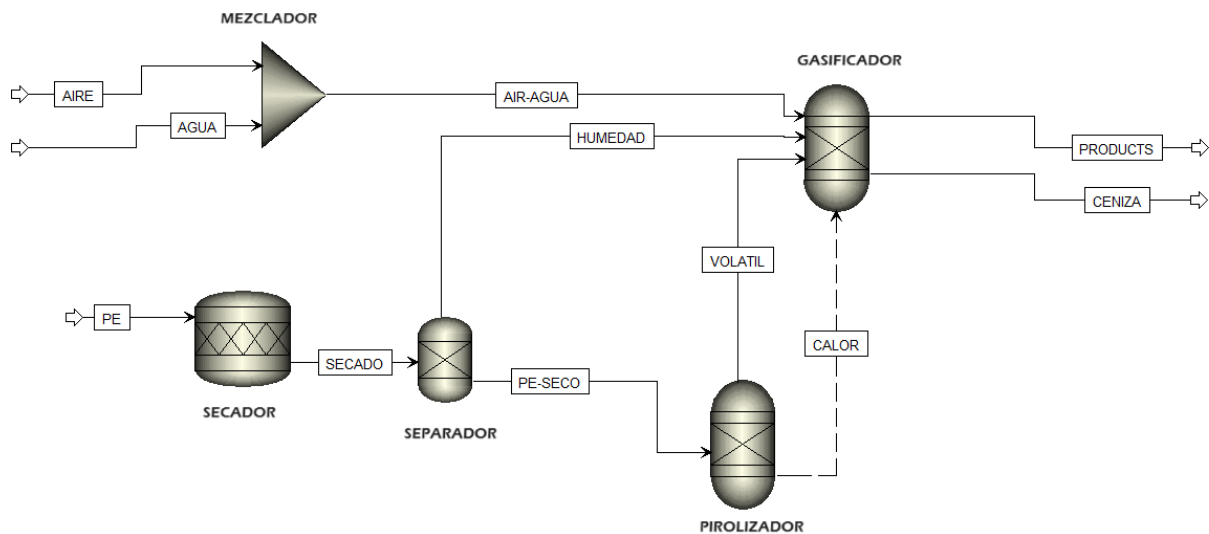 MEZCLADOR
GASIFICADOR
AIRE
AIR-AGUA
AGUA
HUMEDAD
PRODUCTS
CENIZA
VOLATIL
PE
CALOR
SECADO
PE-SECO
SECADOR
SEPARADOR
PIROLIZADOR